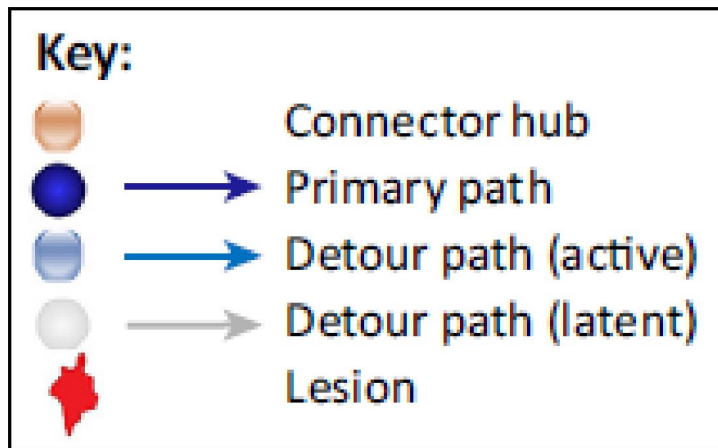 Key:
Connector hub
Primary path
Detour path (active)
Detour path (latent)
Lesion